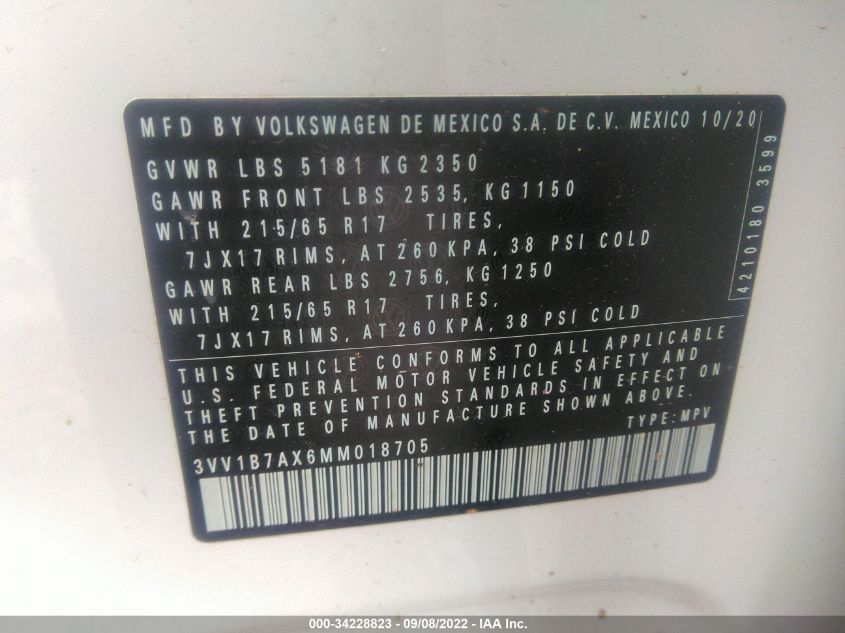 MFD BY VOLKSWAGEN DE MEXICO S.A. DE C.V. MEXICO 10/20
GVWR LBS 5181 KG 2350
GAWR FRONT LBS 2535, KG 1150
WITH 215/65 R17 TIRES,
7JX17 RIMS, AT 260 KPA, 38 PSI COLD
GAWR REAR LBS 2756, KG 1250
WITH 215/65 R17 TIRES,
7JX17 RIMS, AT 260 KPA, 38 PSI COLD
4210180 3599
THIS VEHICLE CONFORMS TO ALL APPLICABLE
U.S. FEDERAL MOTOR VEHICLE SAFETY AND
THEFT PREVENTION STANDARDS IN EFFECT ON
THE DATE OF MANUFACTURE SHOWN ABOVE.
TYPE: MPV
3VV1B7AX6MM018705
000-34228823 - 09/08/2022 - IAA Inc.